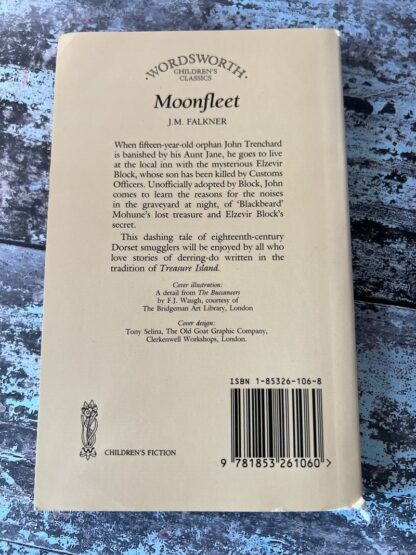 · WORDSWORTH ·
CHILDREN'S
CLASSICS
Moonfleet
J.M. FALKNER
When fifteen-year-old orphan John Trenchard
is banished by his Aunt Jane, he goes to live
at the local inn with the mysterious Elzevir
Block, whose son has been killed by Customs
Officers. Unofficially adopted by Block, John
comes to learn the reasons for the noises
in the graveyard at night, of 'Blackbeard'
Mohune's lost treasure and Elzevir Block's
secret.
This dashing tale of eighteenth-century
Dorset smugglers will be enjoyed by all who
love stories of derring-do written in the
tradition of Treasure Island.
Cover illustration:
A detail from The Buccaneers
by F.J. Waugh, courtesy of
The Bridgeman Art Library, London
Cover design:
Tony Selina, The Old Goat Graphic Company,
Clerkenwell Workshops, London.
ISBN 1-85326-106-8
9 781853 261060 >
CHILDREN'S FICTION